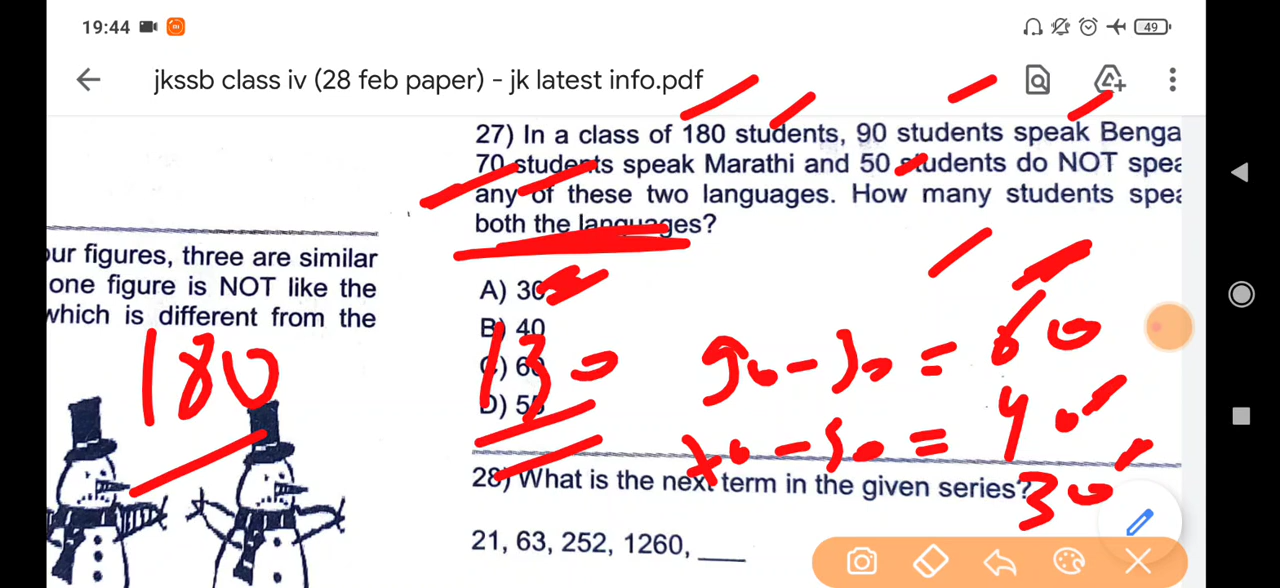 19:44
49
jkssb class iv (28 feb paper) - jk latest info.pdf
27) In a class of 180 students, 90 students speak Benga
70 students speak Marathi and 50 students do NOT spea
any of these two languages. How many students spea
both the languages?
A) 30
B) 40
C) 60
D) 55
our figures, three are similar
one figure is NOT like the
which is different from the
180
130
90-30=60
70-30=40
30
28) What is the next term in the given series?
21, 63, 252, 1260, ___